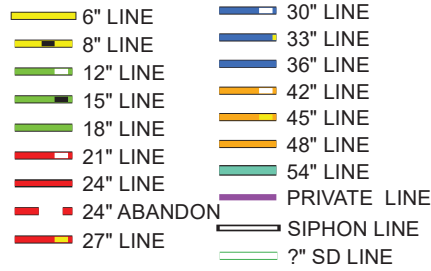 6" LINE
8" LINE
12" LINE
15" LINE
18" LINE
21" LINE
24" LINE
24" ABANDON
27" LINE
30" LINE
33" LINE
36" LINE
42" LINE
45" LINE
48" LINE
54" LINE
PRIVATE LINE
SIPHON LINE
?" SD LINE